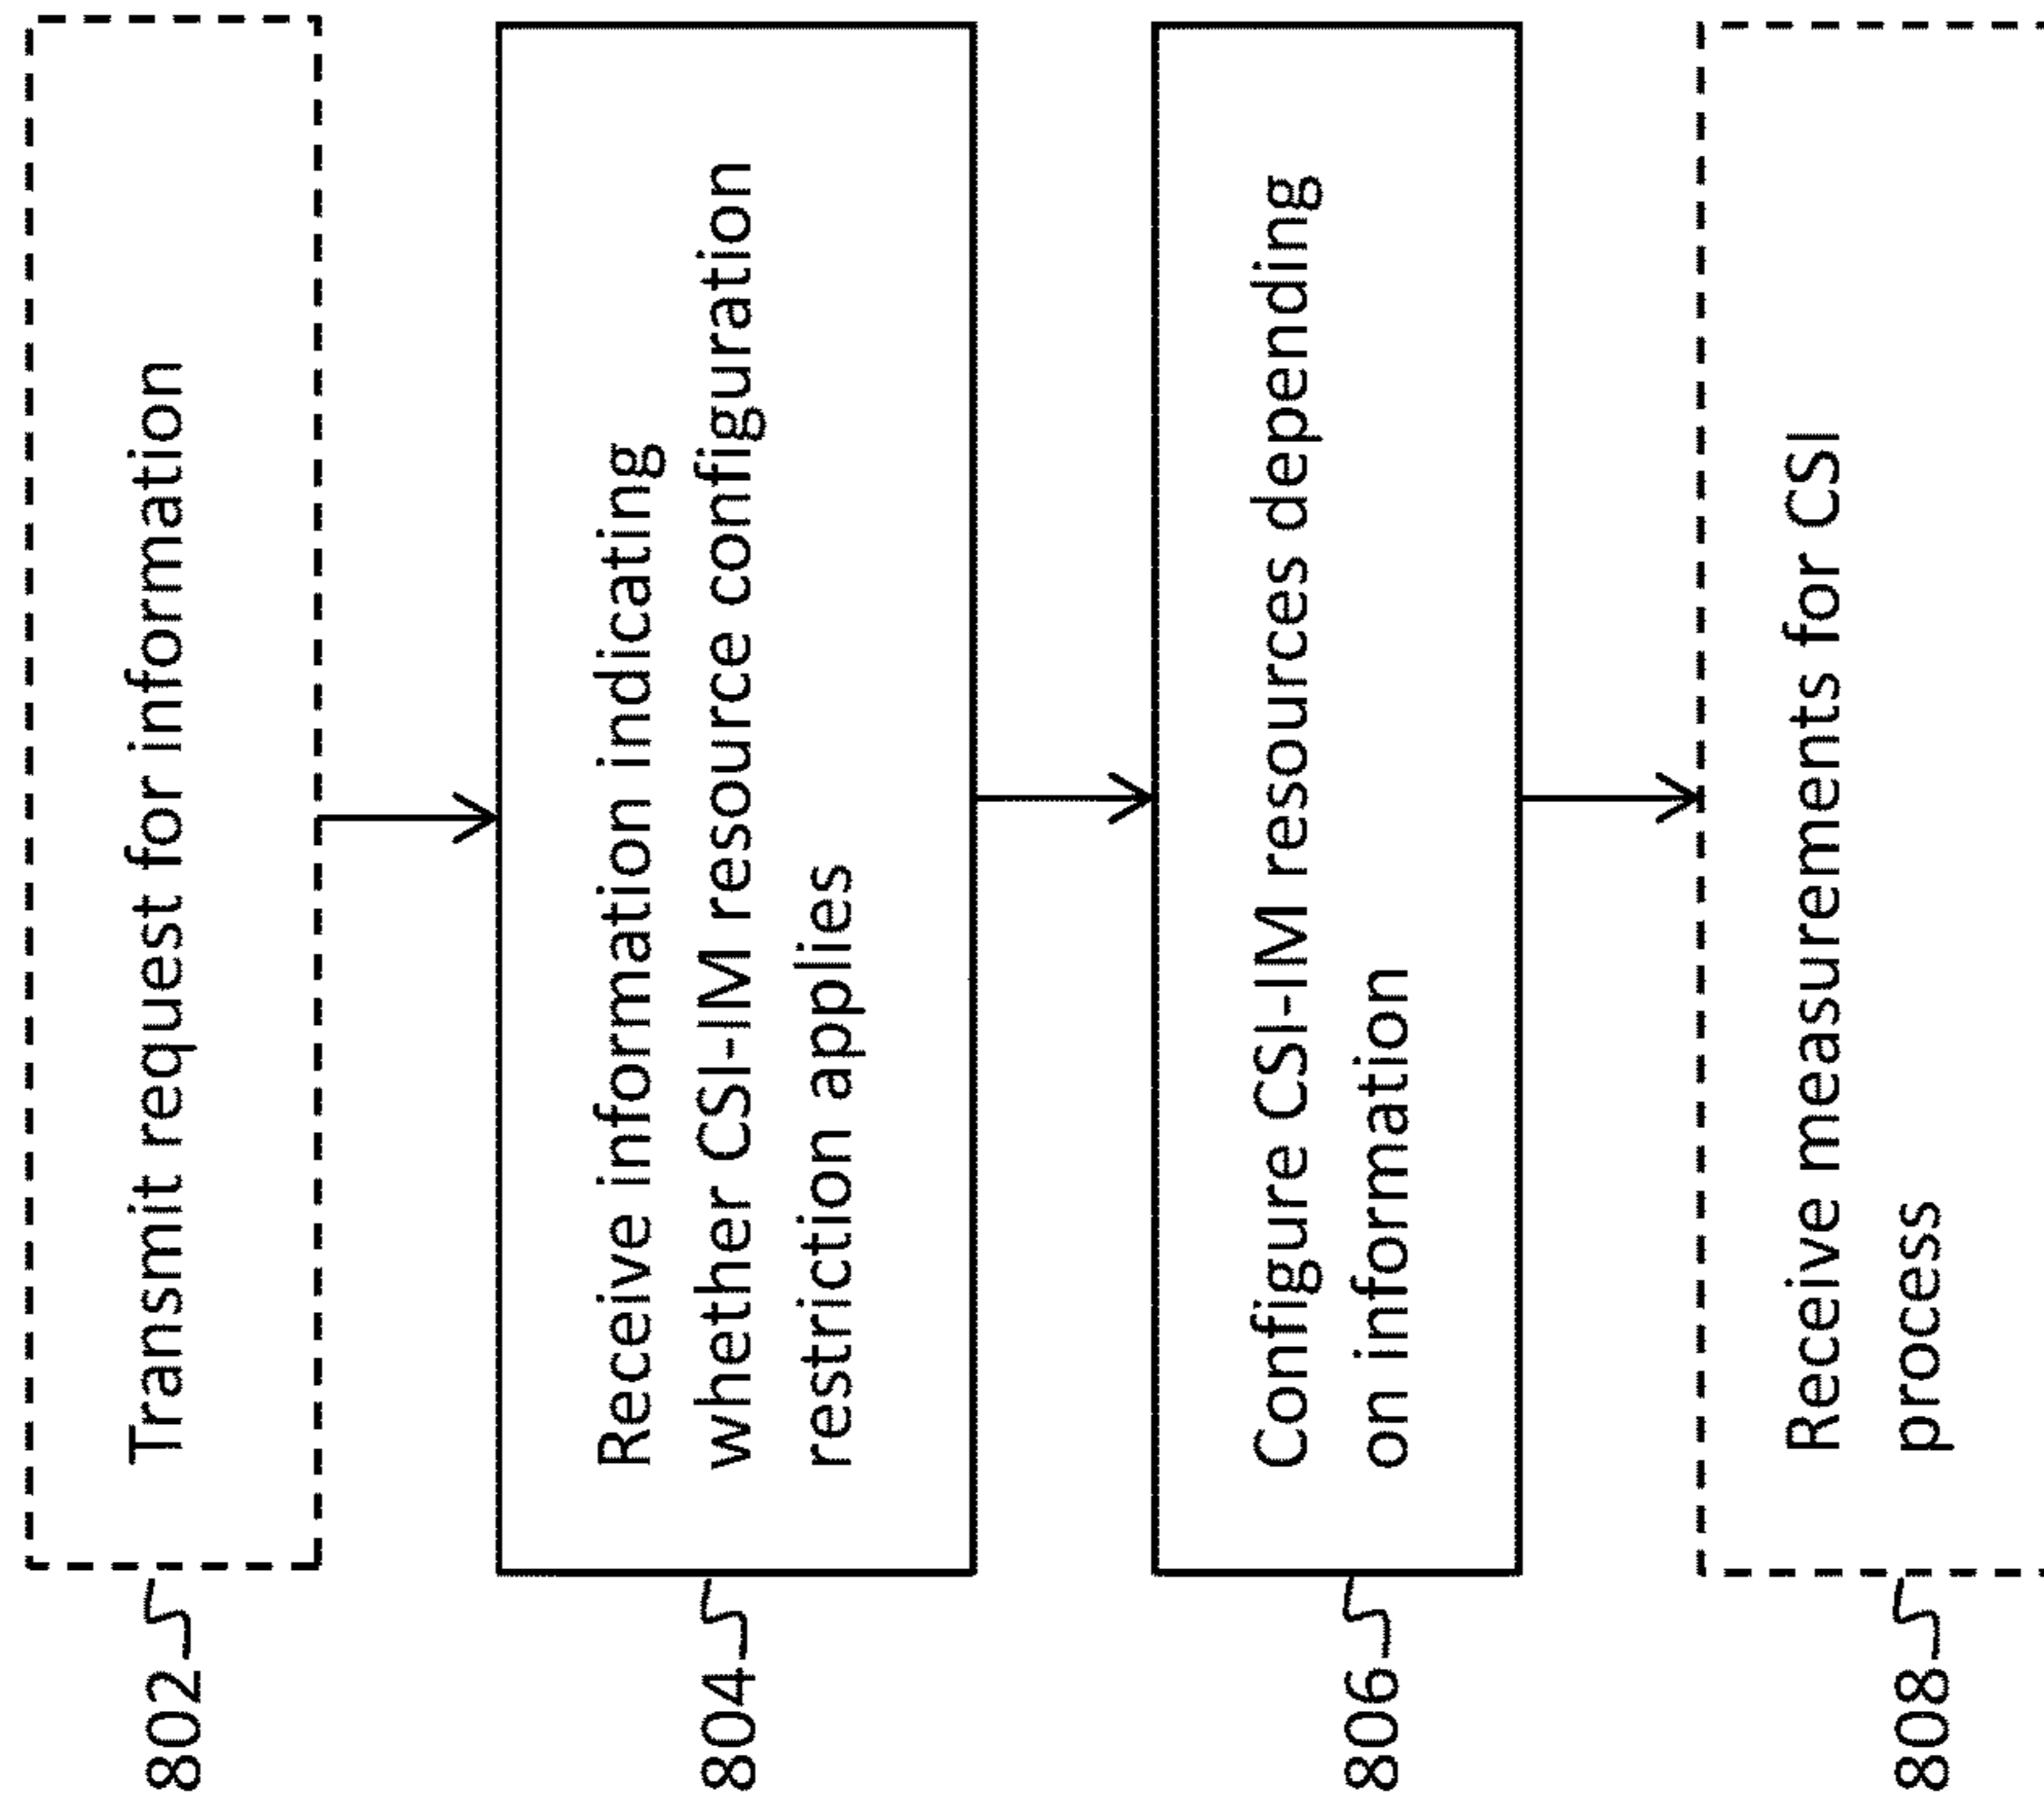 802
Transmit request for information
804
Receive information indicating
whether CSI-IM resource configuration
restriction applies
806
Configure CSI-IM resources depending
on information
808
Receive measurements for CSI
process